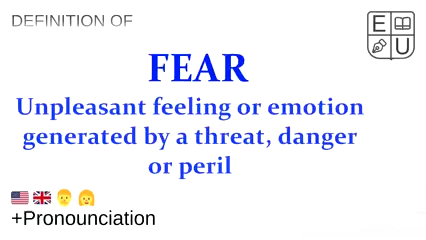 DEFINITION OF
E
U
FEAR
Unpleasant feeling or emotion
generated by a threat, danger
or peril
+Pronounciation